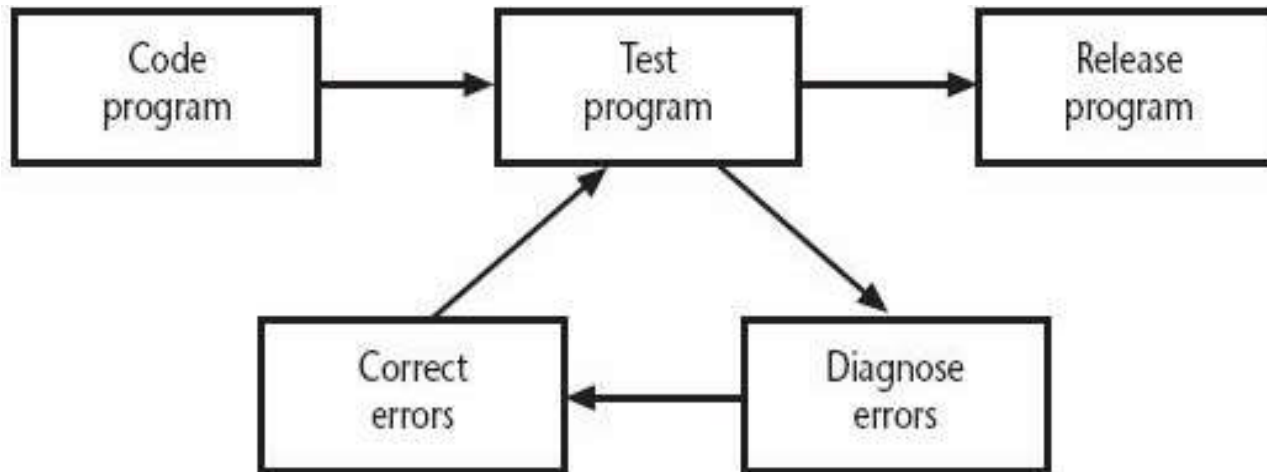 Code
program
Test
program
Release
program
Correct
errors
Diagnose
errors